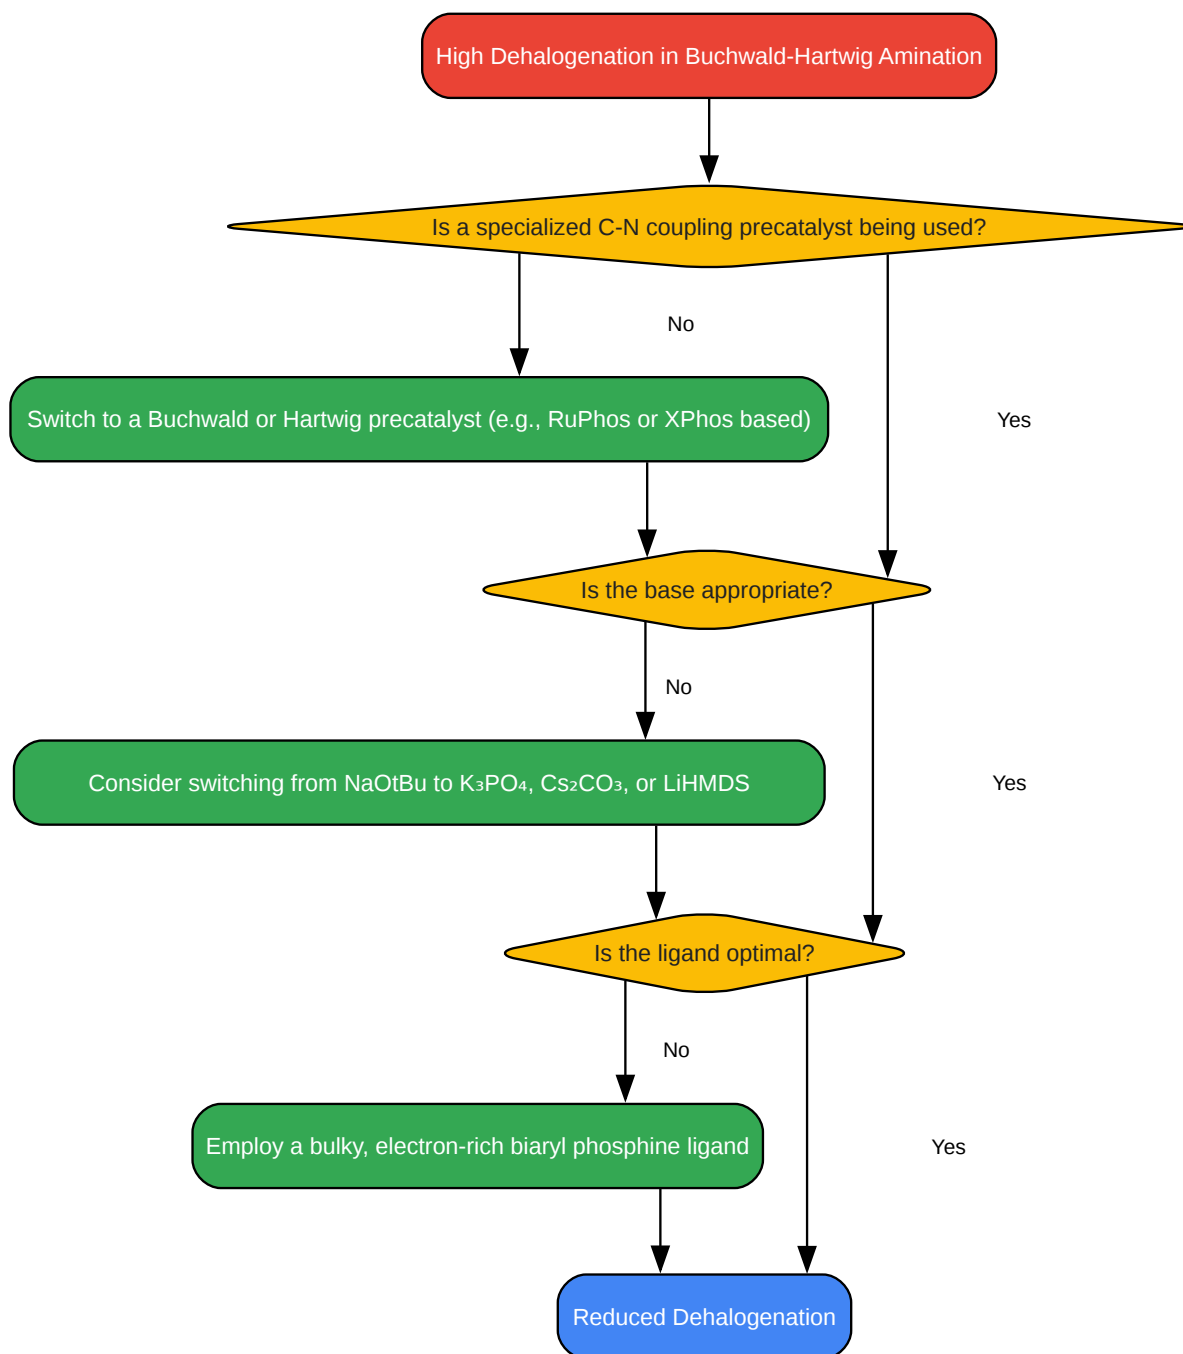 High Dehalogenation in Buchwald-Hartwig Amination
Is a specialized C-N coupling precatalyst being used?
No
Switch to a Buchwald or Hartwig precatalyst (e.g., RuPhos or XPhos based)
Yes
Is the base appropriate?
No
Consider switching from NaOtBu to K₃PO₄, Cs₂CO₃, or LiHMDS
Yes
Is the ligand optimal?
No
Employ a bulky, electron-rich biaryl phosphine ligand
Yes
Reduced Dehalogenation